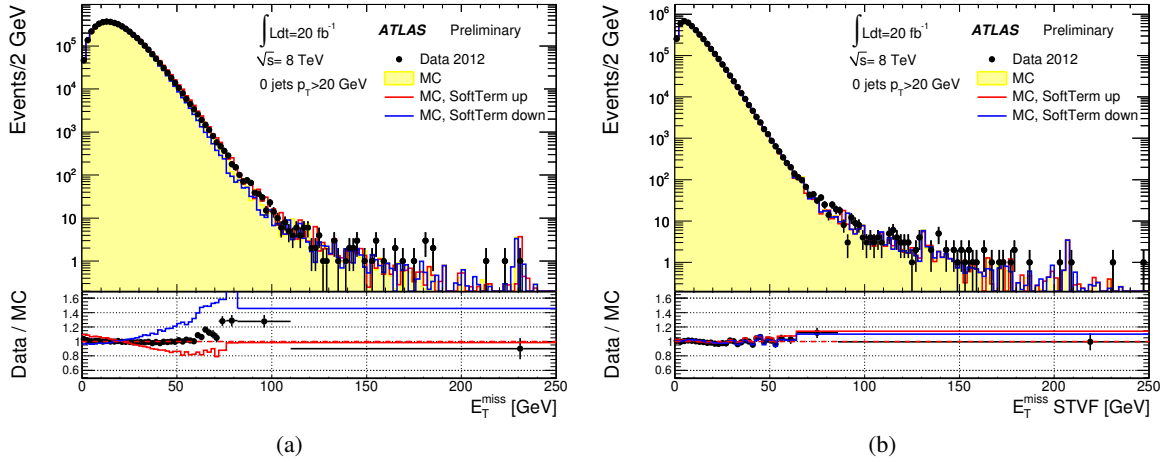 ∫Ldt=20 fb⁻¹
ATLAS Preliminary
√s= 8 TeV
0 jets p_T>20 GeV
Data 2012
MC
MC, SoftTerm up
MC, SoftTerm down
Events/2 GeV
10⁵
10⁴
10³
10²
10
1
Data / MC
1.6
1.4
1.2
1
0.8
0.6
0 50 100 150 200 250
E_T^miss [GeV]
(a)
∫Ldt=20 fb⁻¹
ATLAS Preliminary
√s= 8 TeV
0 jets p_T>20 GeV
Data 2012
MC
MC, SoftTerm up
MC, SoftTerm down
Events/2 GeV
10⁶
10⁵
10⁴
10³
10²
10
1
Data / MC
1.6
1.4
1.2
1
0.8
0.6
0 50 100 150 200 250
E_T^miss STVF [GeV]
(b)